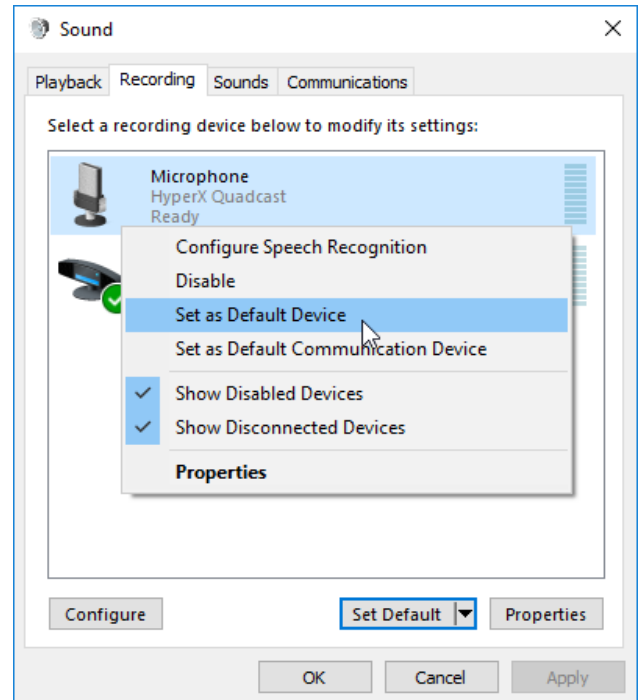 Sound
Playback Recording Sounds Communications
Select a recording device below to modify its settings:
Microphone
HyperX Quadcast
Ready
Configure Speech Recognition
Disable
Set as Default Device
Set as Default Communication Device
Show Disabled Devices
Show Disconnected Devices
Properties
Configure Set Default Properties
OK Cancel Apply